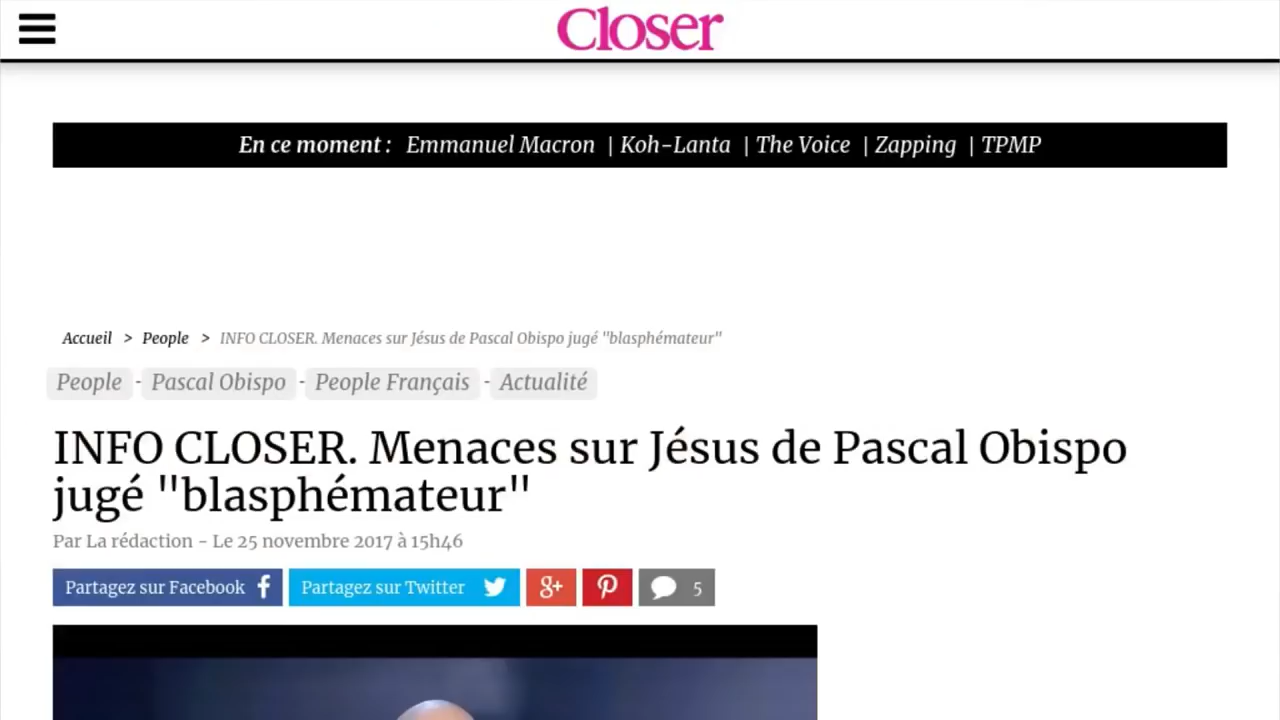 Closer
En ce moment : Emmanuel Macron | Koh-Lanta | The Voice | Zapping | TPMP
Accueil > People > INFO CLOSER. Menaces sur Jésus de Pascal Obispo jugé "blasphémateur"
People - Pascal Obispo - People Français - Actualité
INFO CLOSER. Menaces sur Jésus de Pascal Obispo
jugé "blasphémateur"
Par La rédaction - Le 25 novembre 2017 à 15h46
Partagez sur Facebook f Partagez sur Twitter g+ 5